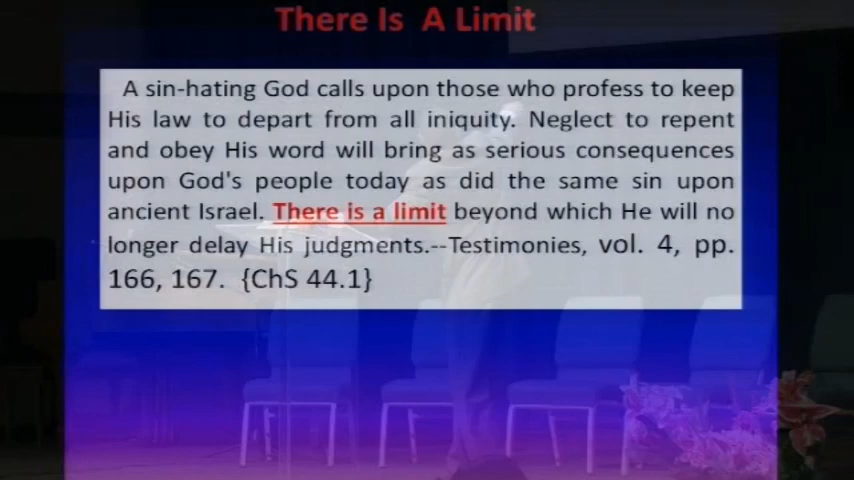 There Is A Limit
A sin-hating God calls upon those who profess to keep
His law to depart from all iniquity. Neglect to repent
and obey His word will bring as serious consequences
upon God's people today as did the same sin upon
ancient Israel. There is a limit beyond which He will no
longer delay His judgments.--Testimonies, vol. 4, pp.
166, 167. {ChS 44.1}